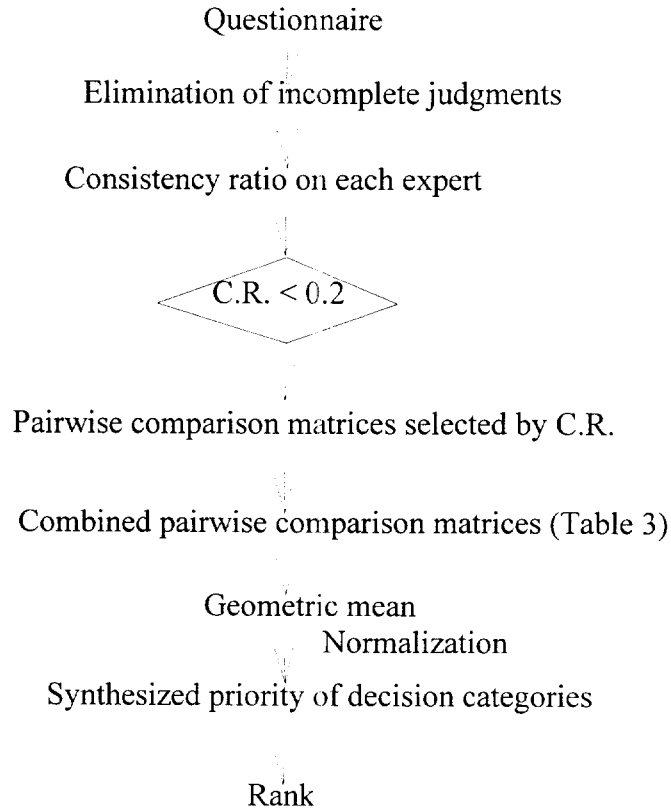 Questionnaire
Elimination of incomplete judgments
Consistency ratio on each expert
C.R. < 0.2
Pairwise comparison matrices selected by C.R.
Combined pairwise comparison matrices (Table 3)
Geometric mean
Normalization
Synthesized priority of decision categories
Rank